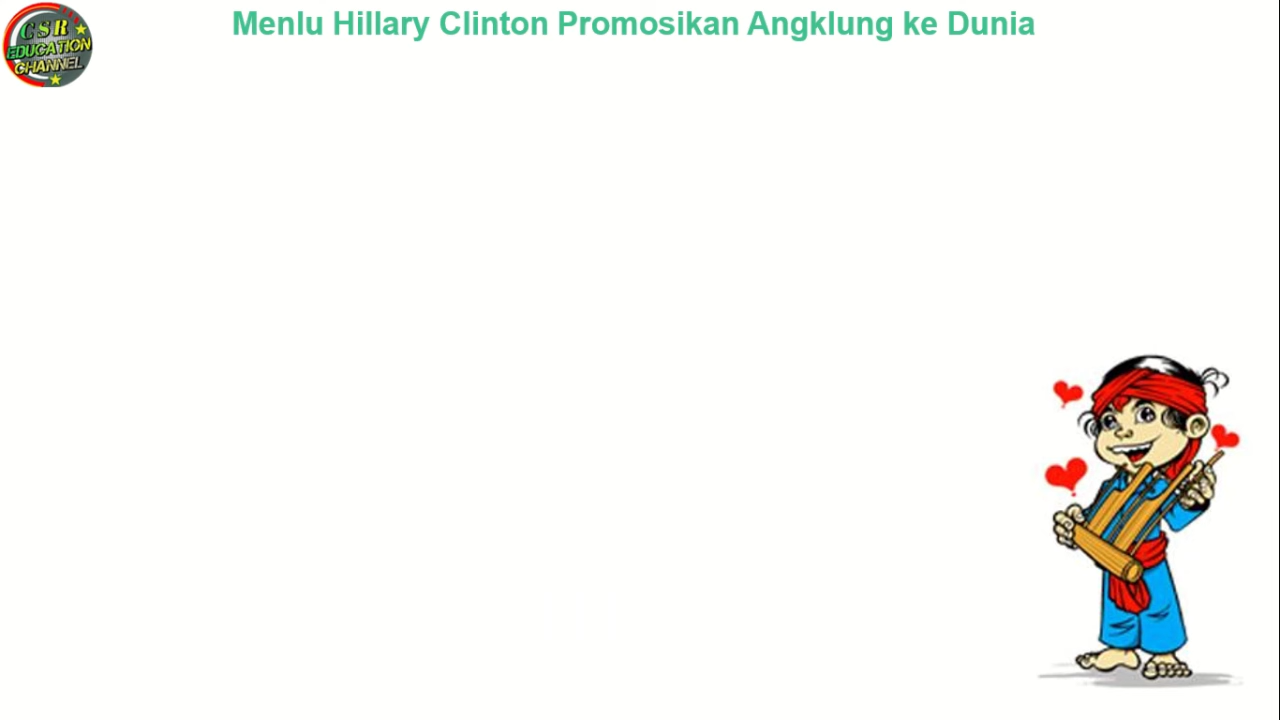 GSR
EDUCATION
CHANNEL
Menlu Hillary Clinton Promosikan Angklung ke Dunia